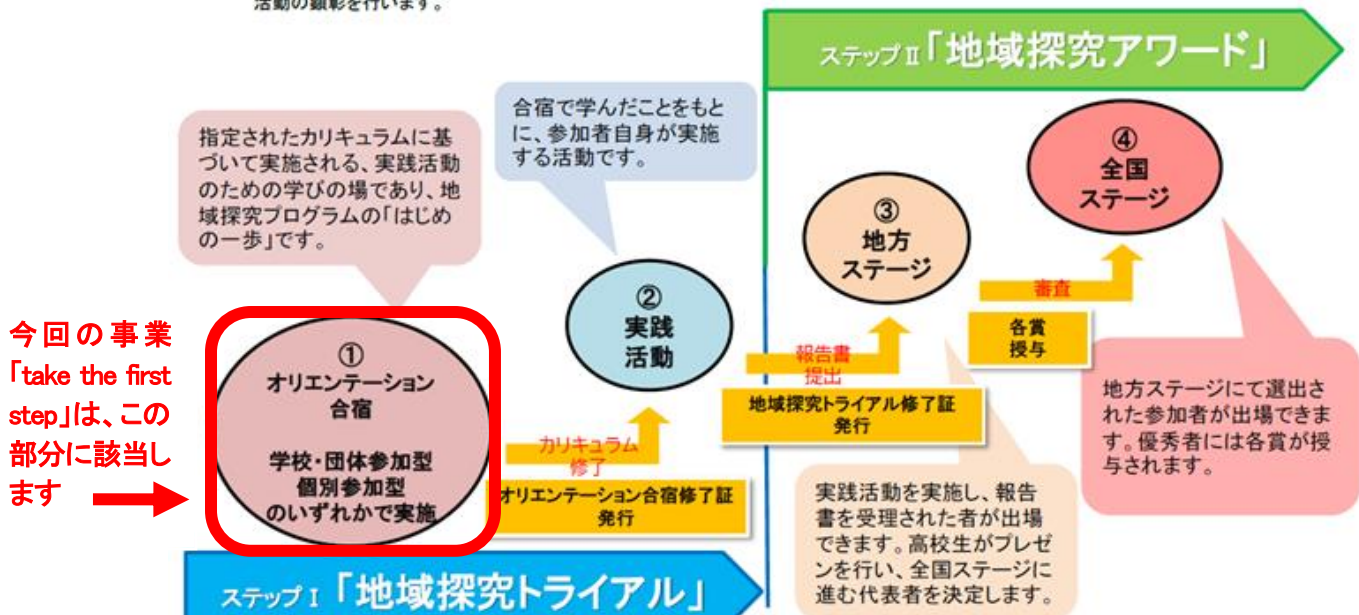 活動の顕彰を行います。
ステップⅡ「地域探究アワード」
指定されたカリキュラムに基
づいて実施される、実践活動
のための学びの場であり、地
域探究プログラムの「はじめ
の一歩」です。
合宿で学んだことをもと
に、参加者自身が実施
する活動です。
④
全国
ステージ
③
地方
ステージ
②
実践
活動
今回の事業
「take the first
step」は、この
部分に該当し
ます
①
オリエンテーション
合宿
学校・団体参加型
個別参加型
のいずれかで実施
カリキュラム
修了
オリエンテーション合宿修了証
発行
報告書
提出
地域探究トライアル修了証
発行
審査
各賞
授与
地方ステージにて選出さ
れた参加者が出場できま
す。優秀者には各賞が授
与されます。
実践活動を実施し、報告
書を受理された者が出場
できます。高校生がプレゼ
ンを行い、全国ステージに
進む代表者を決定します。
ステップⅠ「地域探究トライアル」